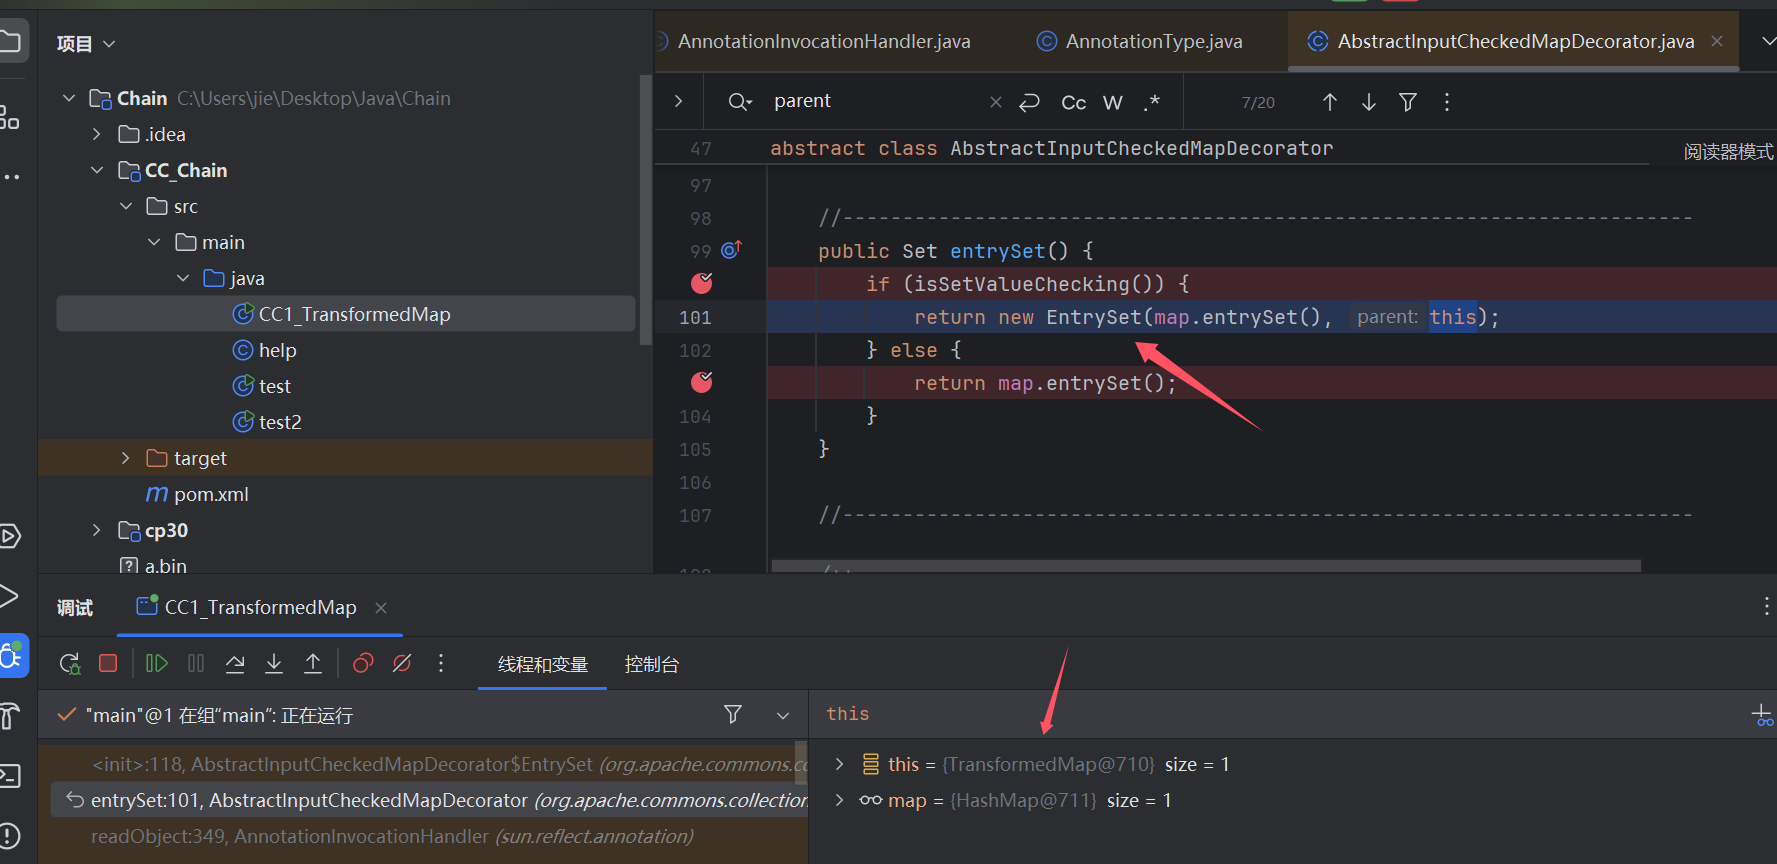 项目
Chain C:\Users\jie\Desktop\Java\Chain
.idea
CC_Chain
src
main
java
CC1_TransformedMap
help
test
test2
target
pom.xml
cp30
a.bin
AnnotationInvocationHandler.java AnnotationType.java AbstractInputCheckedMapDecorator.java
parent Cc W .* 7/20
47 abstract class AbstractInputCheckedMapDecorator 阅读器模式
97
98 //-----------------------------------------------------------------------
99 public Set entrySet() {
if (isSetValueChecking()) {
101 return new EntrySet(map.entrySet(), parent: this);
102 } else {
return map.entrySet();
104 }
105 }
106
107 //-----------------------------------------------------------------------
调试 CC1_TransformedMap
线程和变量 控制台
"main"@1 在组“main”: 正在运行
<init>:118, AbstractInputCheckedMapDecorator$EntrySet (org.apache.commons.co
entrySet:101, AbstractInputCheckedMapDecorator (org.apache.commons.collection
readObject:349, AnnotationInvocationHandler (sun.reflect.annotation)
this
this = {TransformedMap@710} size = 1
map = {HashMap@711} size = 1